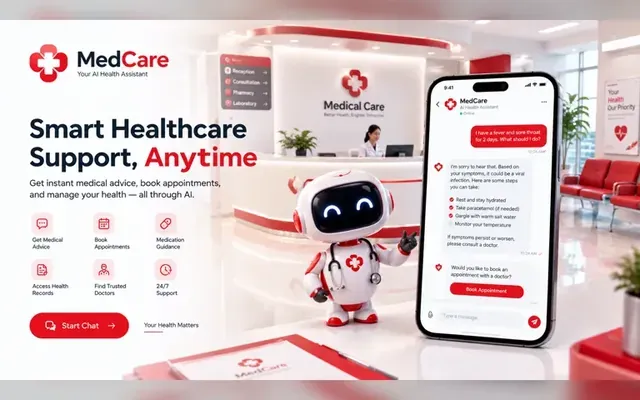 MedCare
Your AI Health Assistant
Smart Healthcare
Support, Anytime
Get instant medical advice, book appointments,
and manage your health — all through AI.
Get Medical
Advice
Book
Appointments
Medication
Guidance
Access Health
Records
Find Trusted
Doctors
24/7
Support
Start Chat
Your Health Matters
Reception
Consultation
Pharmacy
Laboratory
Medical Care
9:41
MedCare
AI Health Assistant
Online
I have a fever and sore throat
for 2 days. What should I do?
I'm sorry to hear that. Based on
your symptoms, it could be a viral
infection. Here are some steps
you can take:
Rest and stay hydrated
Take paracetamol (if needed)
Gargle with warm salt water
Monitor your temperature
If symptoms persist or worsen,
please consult a doctor.
Would you like to book an
appointment with a doctor?
Book Appointment
Type a message
Your
Health
Our Priority
MedCare